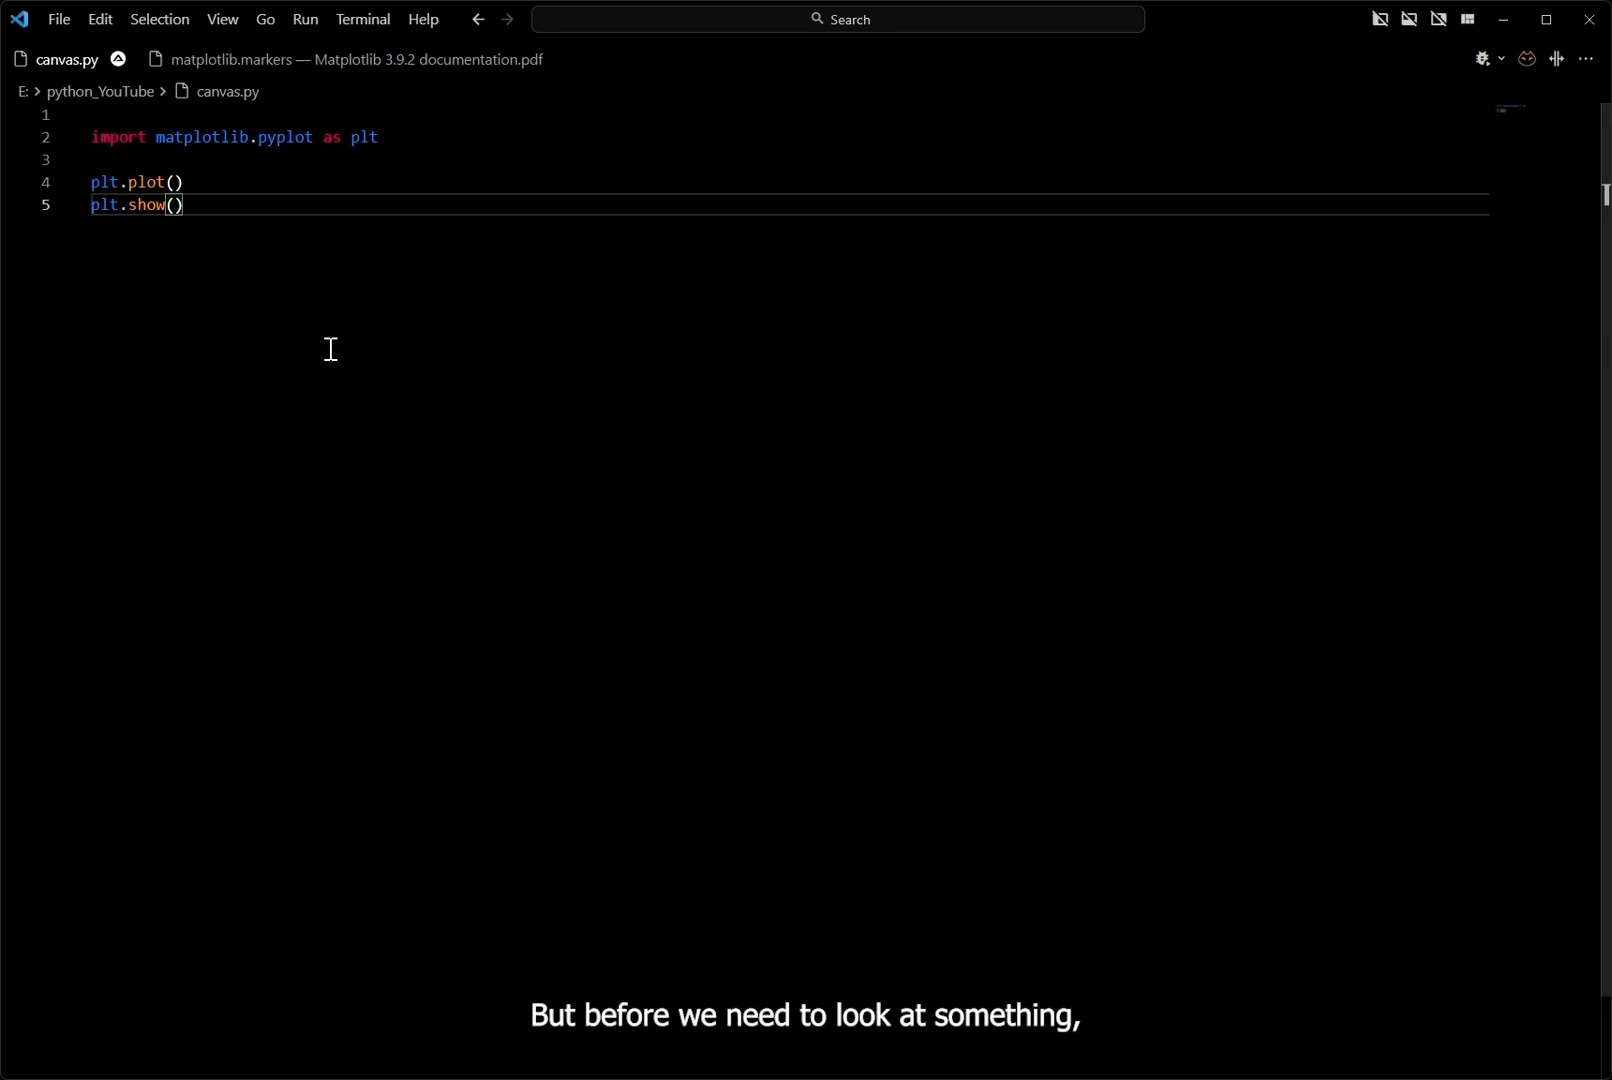 File Edit Selection View Go Run Terminal Help Search
canvas.py matplotlib.markers — Matplotlib 3.9.2 documentation.pdf
E: > python_YouTube > canvas.py
1
2 import matplotlib.pyplot as plt
3
4 plt.plot()
5 plt.show()
But before we need to look at something,